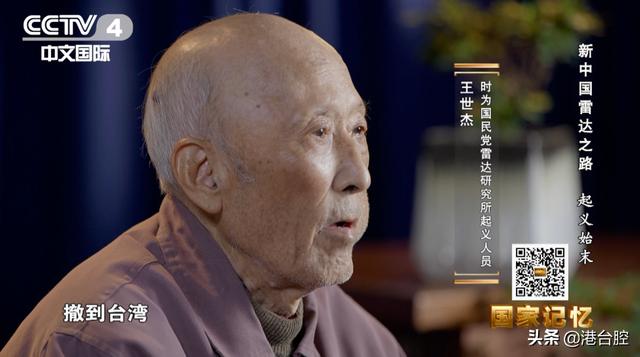 CCTV 4
中文国际
新中国雷达之路 起义始末
时为国民党雷达研究所起义人员
王世杰
撤到台湾
国家记忆
头条 @港台腔